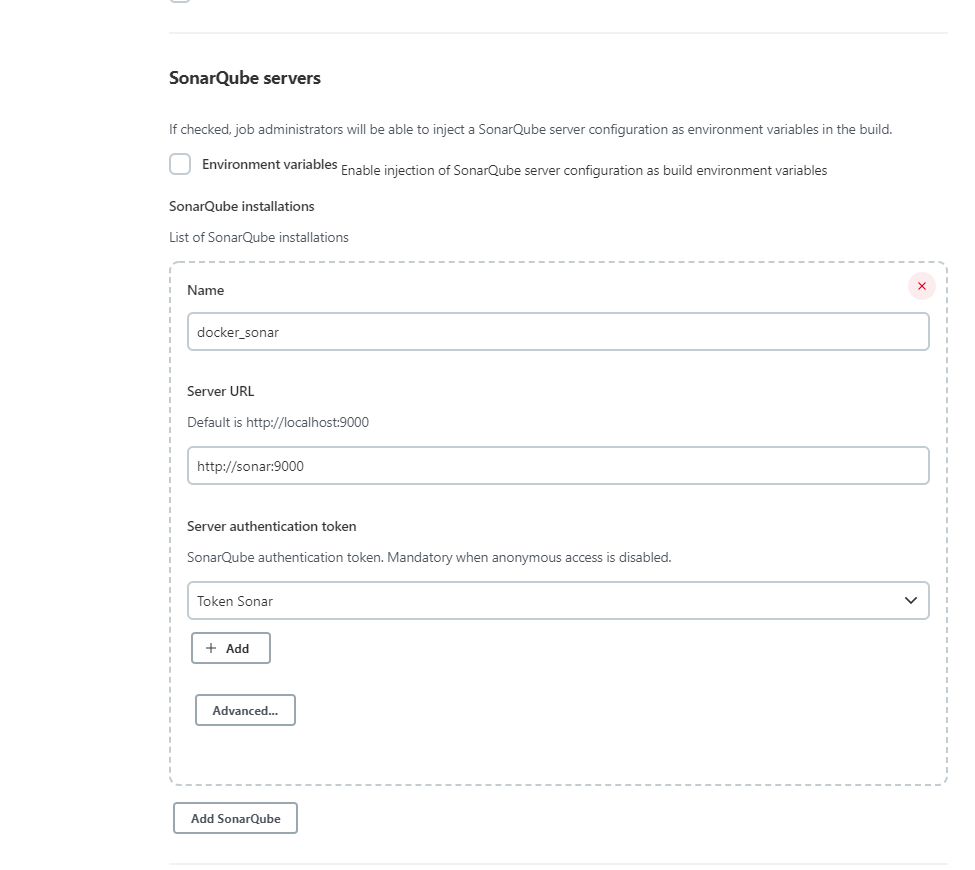 SonarQube servers
If checked, job administrators will be able to inject a SonarQube server configuration as environment variables in the build.
Environment variables Enable injection of SonarQube server configuration as build environment variables
SonarQube installations
List of SonarQube installations
Name
docker_sonar
Server URL
Default is http://localhost:9000
http://sonar:9000
Server authentication token
SonarQube authentication token. Mandatory when anonymous access is disabled.
Token Sonar
+ Add
Advanced...
Add SonarQube